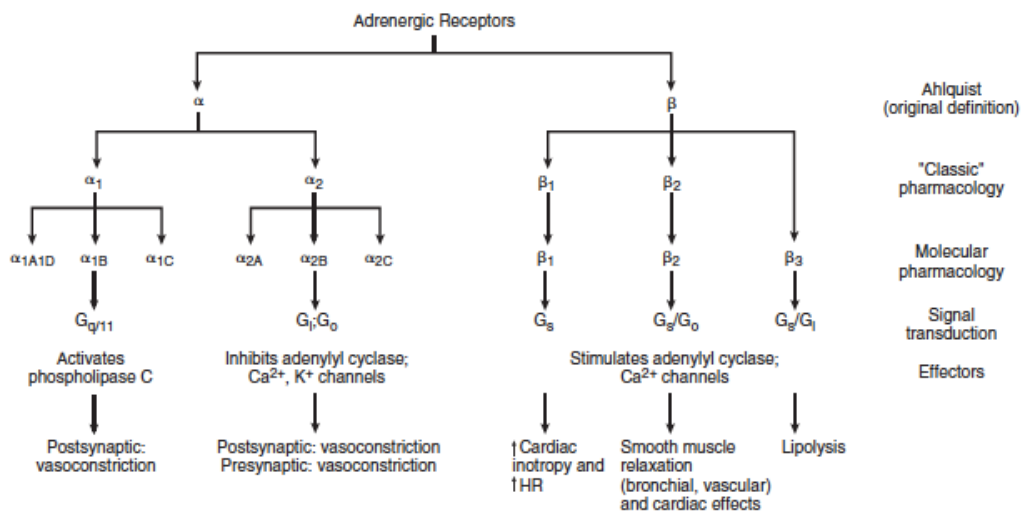 Adrenergic Receptors
α β
Ahlquist
(original definition)
α₁ α₂ β₁ β₂
"Classic"
pharmacology
α₁A1D α₁B α₁C α₂A α₂B α₂C β₁ β₂ β₃
Molecular
pharmacology
Gq/11 Gᵢ;Gₒ Gₛ Gₛ/Gₒ Gₛ/Gᵢ
Signal
transduction
Activates
phospholipase C
Inhibits adenylyl cyclase;
Ca²⁺, K⁺ channels
Stimulates adenylyl cyclase;
Ca²⁺ channels
Effectors
Postsynaptic:
vasoconstriction
Postsynaptic: vasoconstriction
Presynaptic: vasoconstriction
↑Cardiac
inotropy and
↑HR
Smooth muscle
relaxation
(bronchial, vascular)
and cardiac effects
Lipolysis